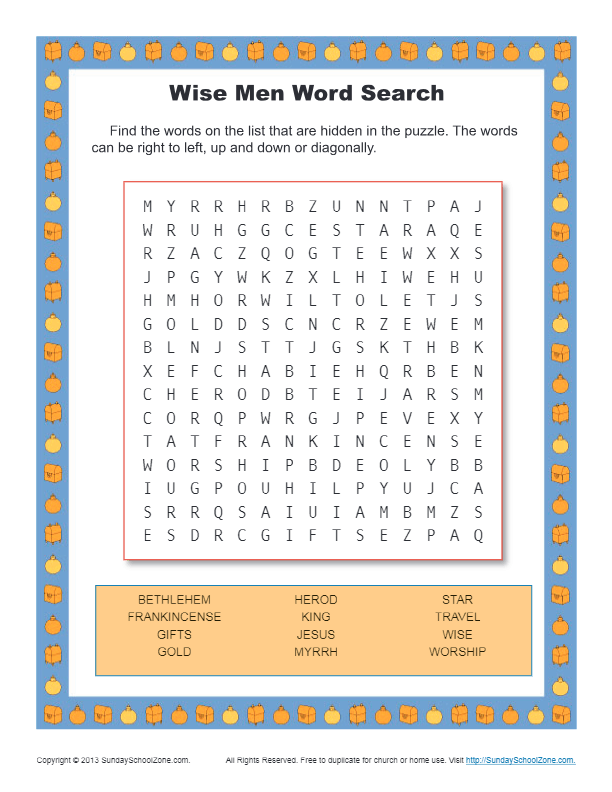 Wise Men Word Search
Find the words on the list that are hidden in the puzzle. The words
can be right to left, up and down or diagonally.
M Y R R H R B Z U N N T P A J
W R U H G G C E S T A R A Q E
R Z A C Z Q O G T E E W X X S
J P G Y W K Z X L H I W E H U
H M H O R W I L T O L E T J S
G O L D D S C N C R Z E W E M
B L N J S T T J G S K T H B K
X E F C H A B I E H Q R B E N
C H E R O D B T E I J A R S M
C O R Q P W R G J P E V E X Y
T A T F R A N K I N C E N S E
W O R S H I P B D E O L Y B B
I U G P O U H I L P Y U J C A
S R R Q S A I U I A M B M Z S
E S D R C G I F T S E Z P A Q
BETHLEHEM HEROD STAR
FRANKINCENSE KING TRAVEL
GIFTS JESUS WISE
GOLD MYRRH WORSHIP
Copyright © 2013 SundaySchoolZone.com. All Rights Reserved. Free to duplicate for church or home use. Visit http://SundaySchoolZone.com.